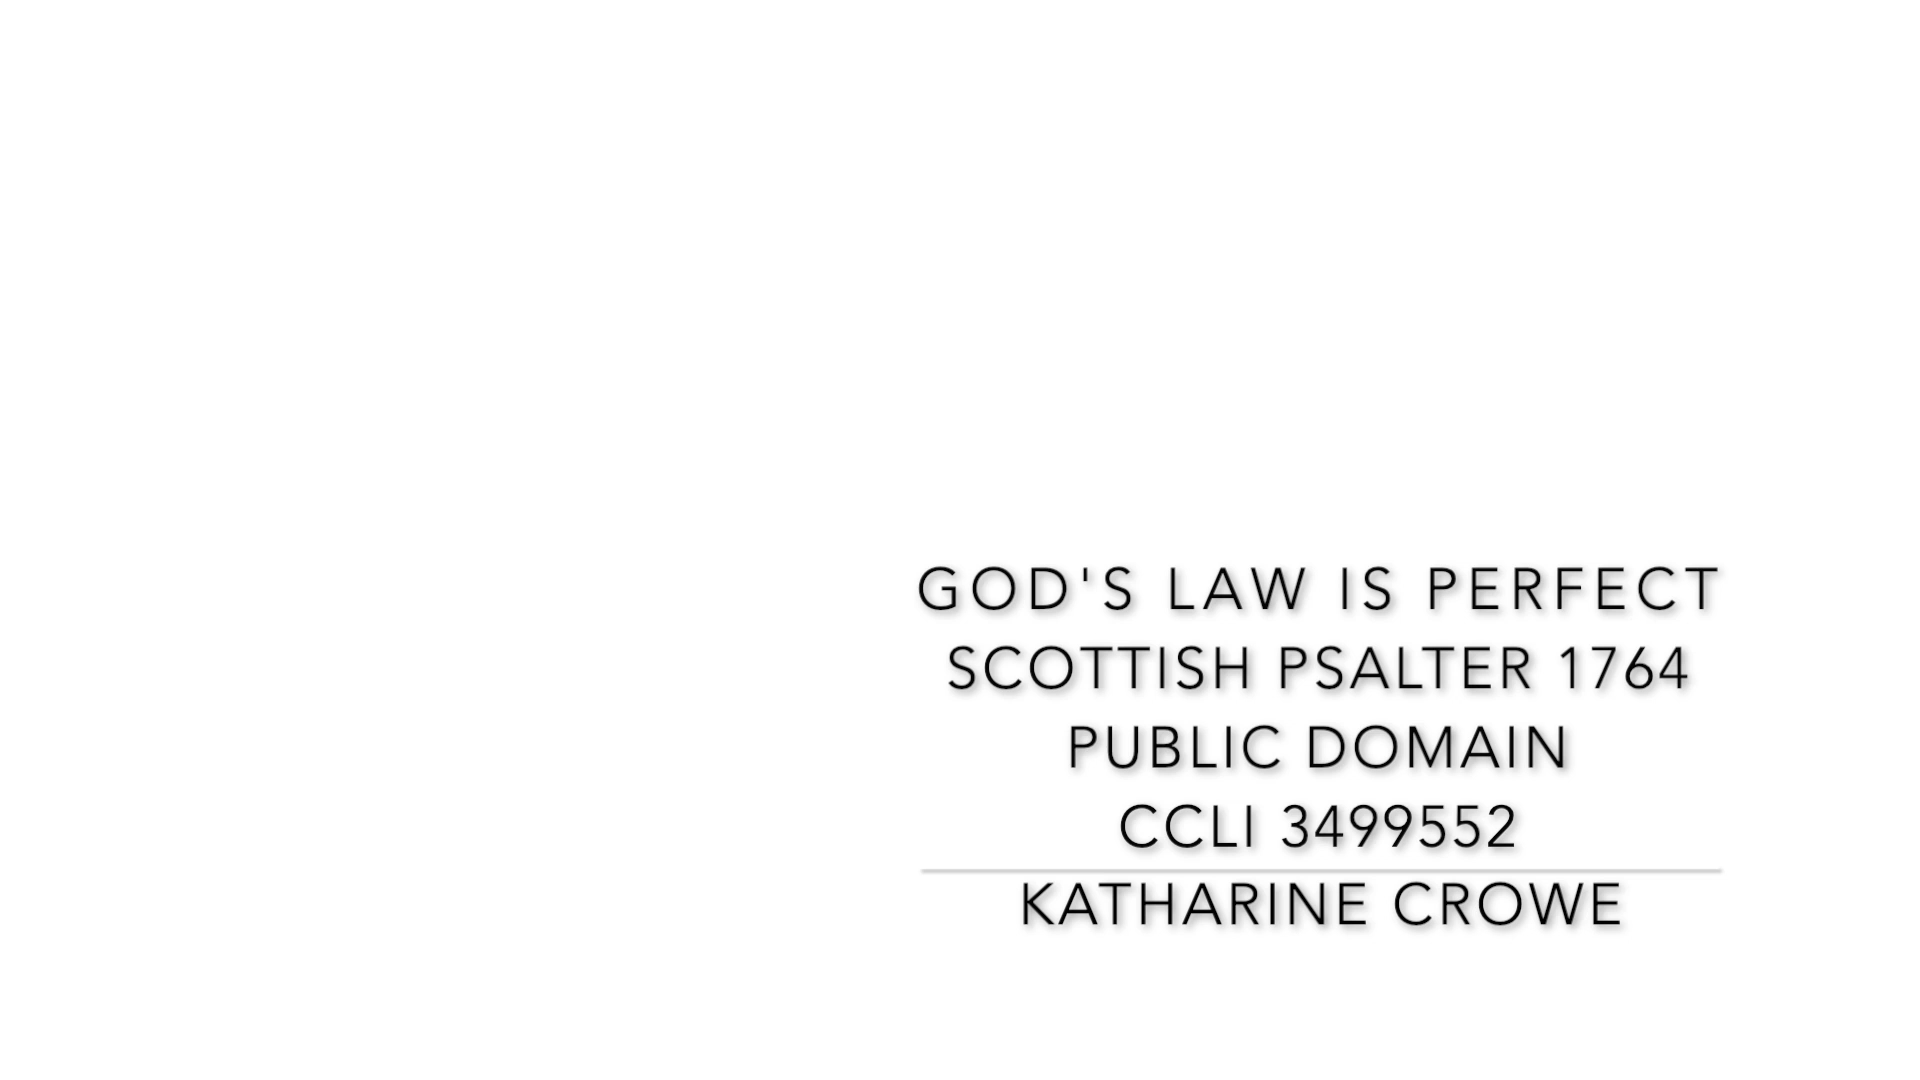 GOD'S LAW IS PERFECT
SCOTTISH PSALTER 1764
PUBLIC DOMAIN
CCLI 3499552
KATHARINE CROWE